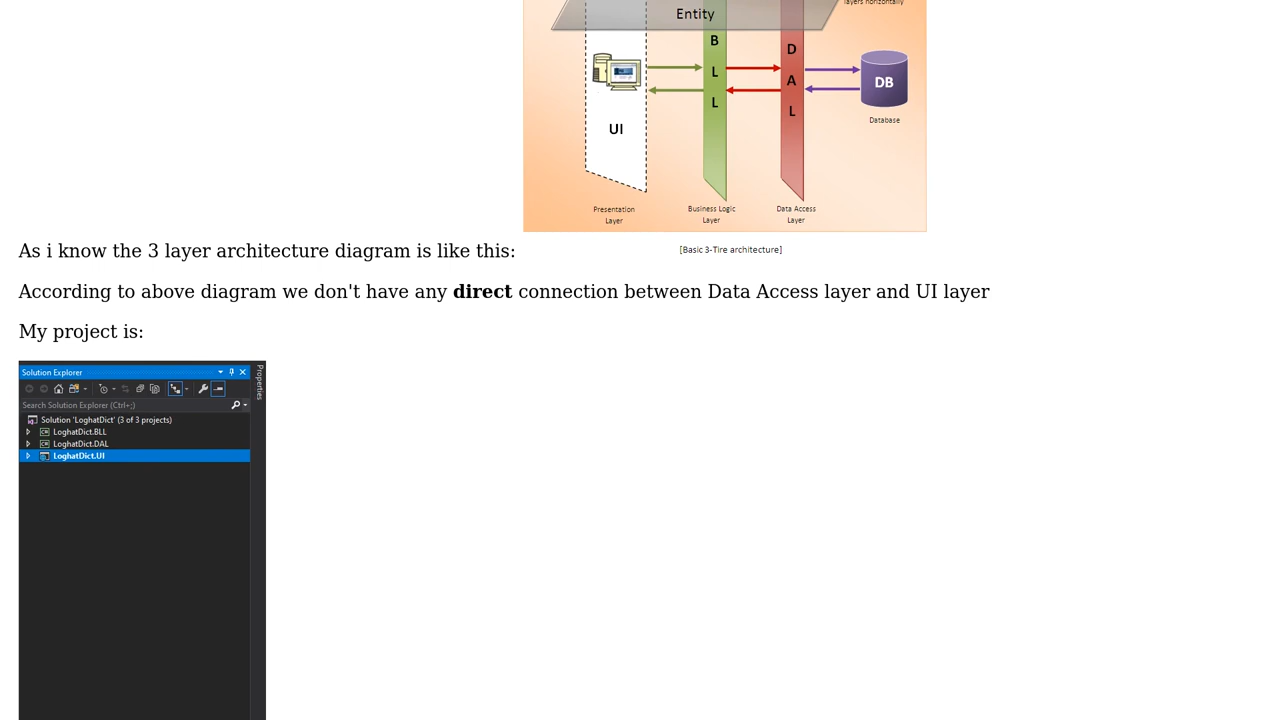 layers horizontally
Entity
B
L
L
D
A
L
DB
Database
UI
Presentation
Layer
Business Logic
Layer
Data Access
Layer
As i know the 3 layer architecture diagram is like this:
[Basic 3-Tire architecture]
According to above diagram we don't have any direct connection between Data Access layer and UI layer
My project is:
Solution Explorer
Properties
Search Solution Explorer (Ctrl+;)
Solution 'LoghatDict' (3 of 3 projects)
C# LoghatDict.BLL
C# LoghatDict.DAL
LoghatDict.UI